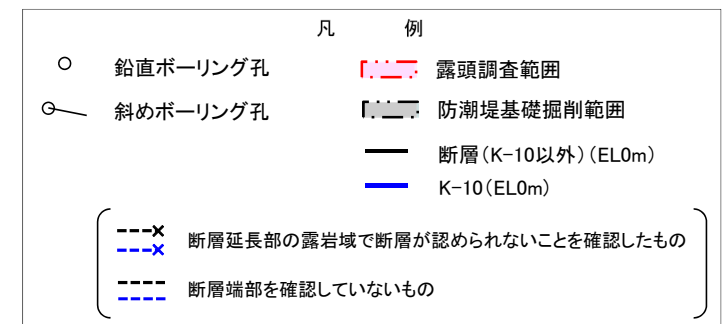 凡 例
鉛直ボーリング孔
斜めボーリング孔
露頭調査範囲
防潮堤基礎掘削範囲
断層(K-10以外)(EL0m)
K-10(EL0m)
断層延長部の露岩域で断層が認められないことを確認したもの
断層端部を確認していないもの